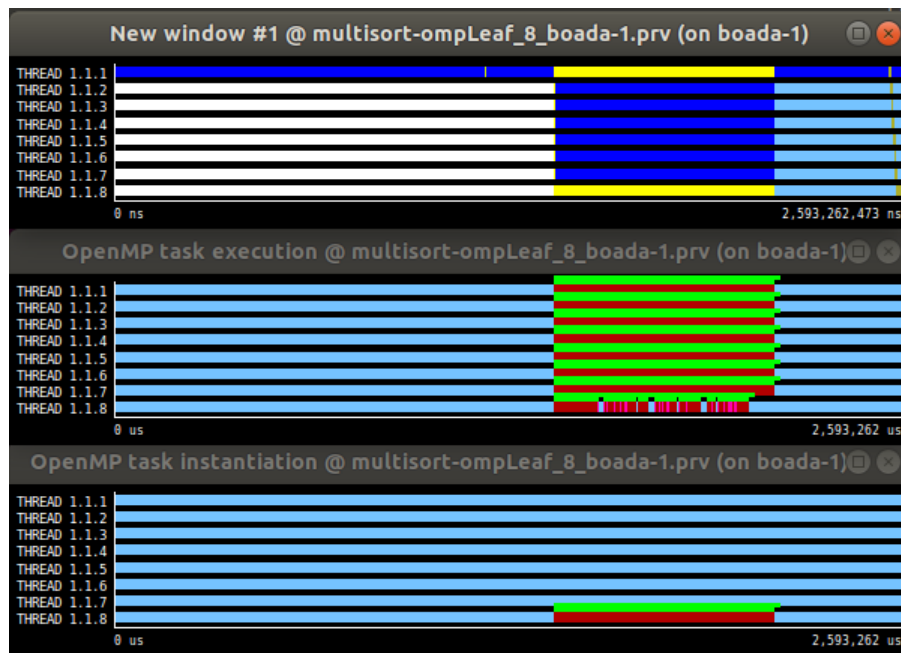 New window #1 @ multisort-ompLeaf_8_boada-1.prv (on boada-1)
THREAD 1.1.1
THREAD 1.1.2
THREAD 1.1.3
THREAD 1.1.4
THREAD 1.1.5
THREAD 1.1.6
THREAD 1.1.7
THREAD 1.1.8
0 ns 2,593,262,473 ns
OpenMP task execution @ multisort-ompLeaf_8_boada-1.prv (on boada-1)
THREAD 1.1.1
THREAD 1.1.2
THREAD 1.1.3
THREAD 1.1.4
THREAD 1.1.5
THREAD 1.1.6
THREAD 1.1.7
THREAD 1.1.8
0 us 2,593,262 us
OpenMP task instantiation @ multisort-ompLeaf_8_boada-1.prv (on boada-1)
THREAD 1.1.1
THREAD 1.1.2
THREAD 1.1.3
THREAD 1.1.4
THREAD 1.1.5
THREAD 1.1.6
THREAD 1.1.7
THREAD 1.1.8
0 us 2,593,262 us